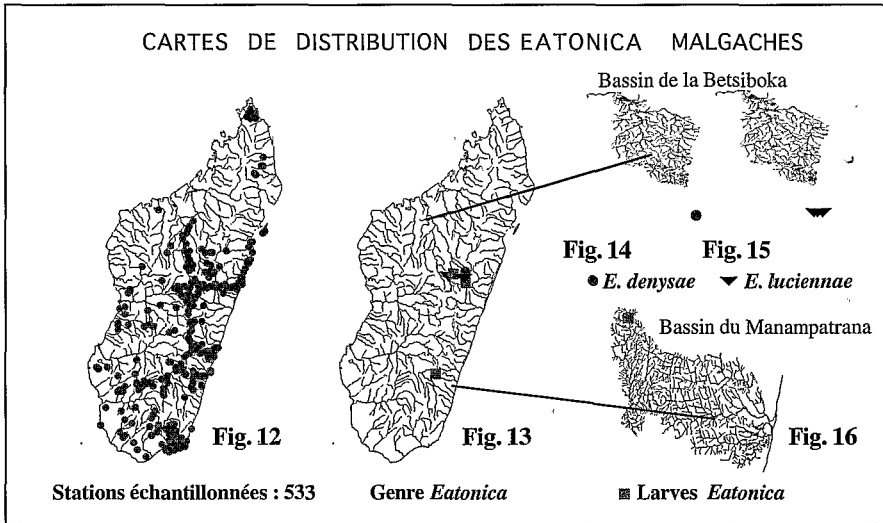 CARTES DE DISTRIBUTION DES EATONICA MALGACHES
Bassin de la Betsiboka
Fig. 14
Fig. 15
E. denysae
E. luciennae
Bassin du Manampatrana
Fig. 12
Fig. 13
Fig. 16
Stations échantillonnées : 533
Genre Eatonica
Larves Eatonica